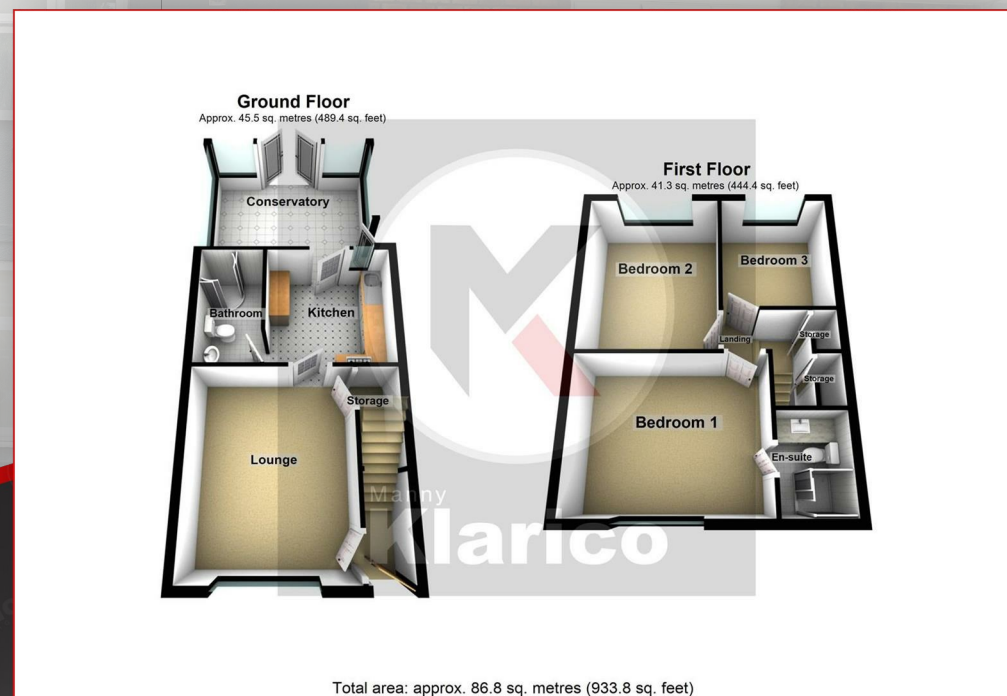 Ground Floor
Approx. 45.5 sq. metres (489.4 sq. feet)
Conservatory
Bathroom
Kitchen
Storage
Lounge
First Floor
Approx. 41.3 sq. metres (444.4 sq. feet)
Bedroom 2
Bedroom 3
Landing
Storage
Storage
Bedroom 1
En-suite
Manny
Klarico
Total area: approx. 86.8 sq. metres (933.8 sq. feet)